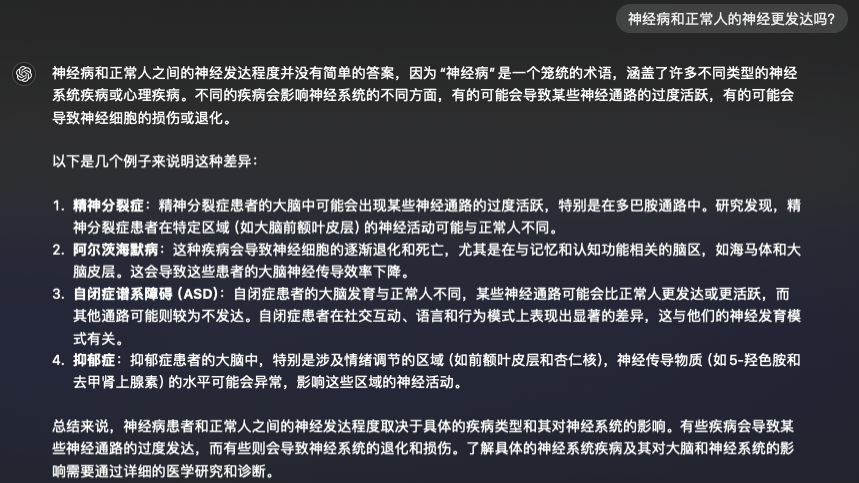 神经病和正常人的神经更发达吗?
神经病和正常人之间的神经发达程度并没有简单的答案，因为 “神经病” 是一个笼统的术语，涵盖了许多不同类型的神经
系统疾病或心理疾病。不同的疾病会影响神经系统的不同方面，有的可能会导致某些神经通路的过度活跃，有的可能会
导致神经细胞的损伤或退化。
以下是几个例子来说明这种差异：
1. 精神分裂症：精神分裂症患者的大脑中可能会出现某些神经通路的过度活跃，特别是在多巴胺通路中。研究发现，精
神分裂症患者在特定区域（如大脑前额叶皮层）的神经活动可能与正常人不同。
2. 阿尔茨海默病：这种疾病会导致神经细胞的逐渐退化和死亡，尤其是在与记忆和认知功能相关的脑区，如海马体和大
脑皮层。这会导致这些患者的大脑神经传导效率下降。
3. 自闭症谱系障碍（ASD）：自闭症患者的大脑发育与正常人不同，某些神经通路可能会比正常人更发达或更活跃，而
其他通路可能则较为不发达。自闭症患者在社交互动、语言和行为模式上表现出显著的差异，这与他们的神经发育模
式有关。
4. 抑郁症：抑郁症患者的大脑中，特别是涉及情绪调节的区域（如前额叶皮层和杏仁核），神经传导物质（如 5-羟色胺和
去甲肾上腺素）的水平可能会异常，影响这些区域的神经活动。
总结来说，神经病患者和正常人之间的神经发达程度取决于具体的疾病类型和其对神经系统的影响。有些疾病会导致某
些神经通路的过度发达，而有些则会导致神经系统的退化和损伤。了解具体的神经系统疾病及其对大脑和神经系统的影
响需要通过详细的医学研究和诊断。